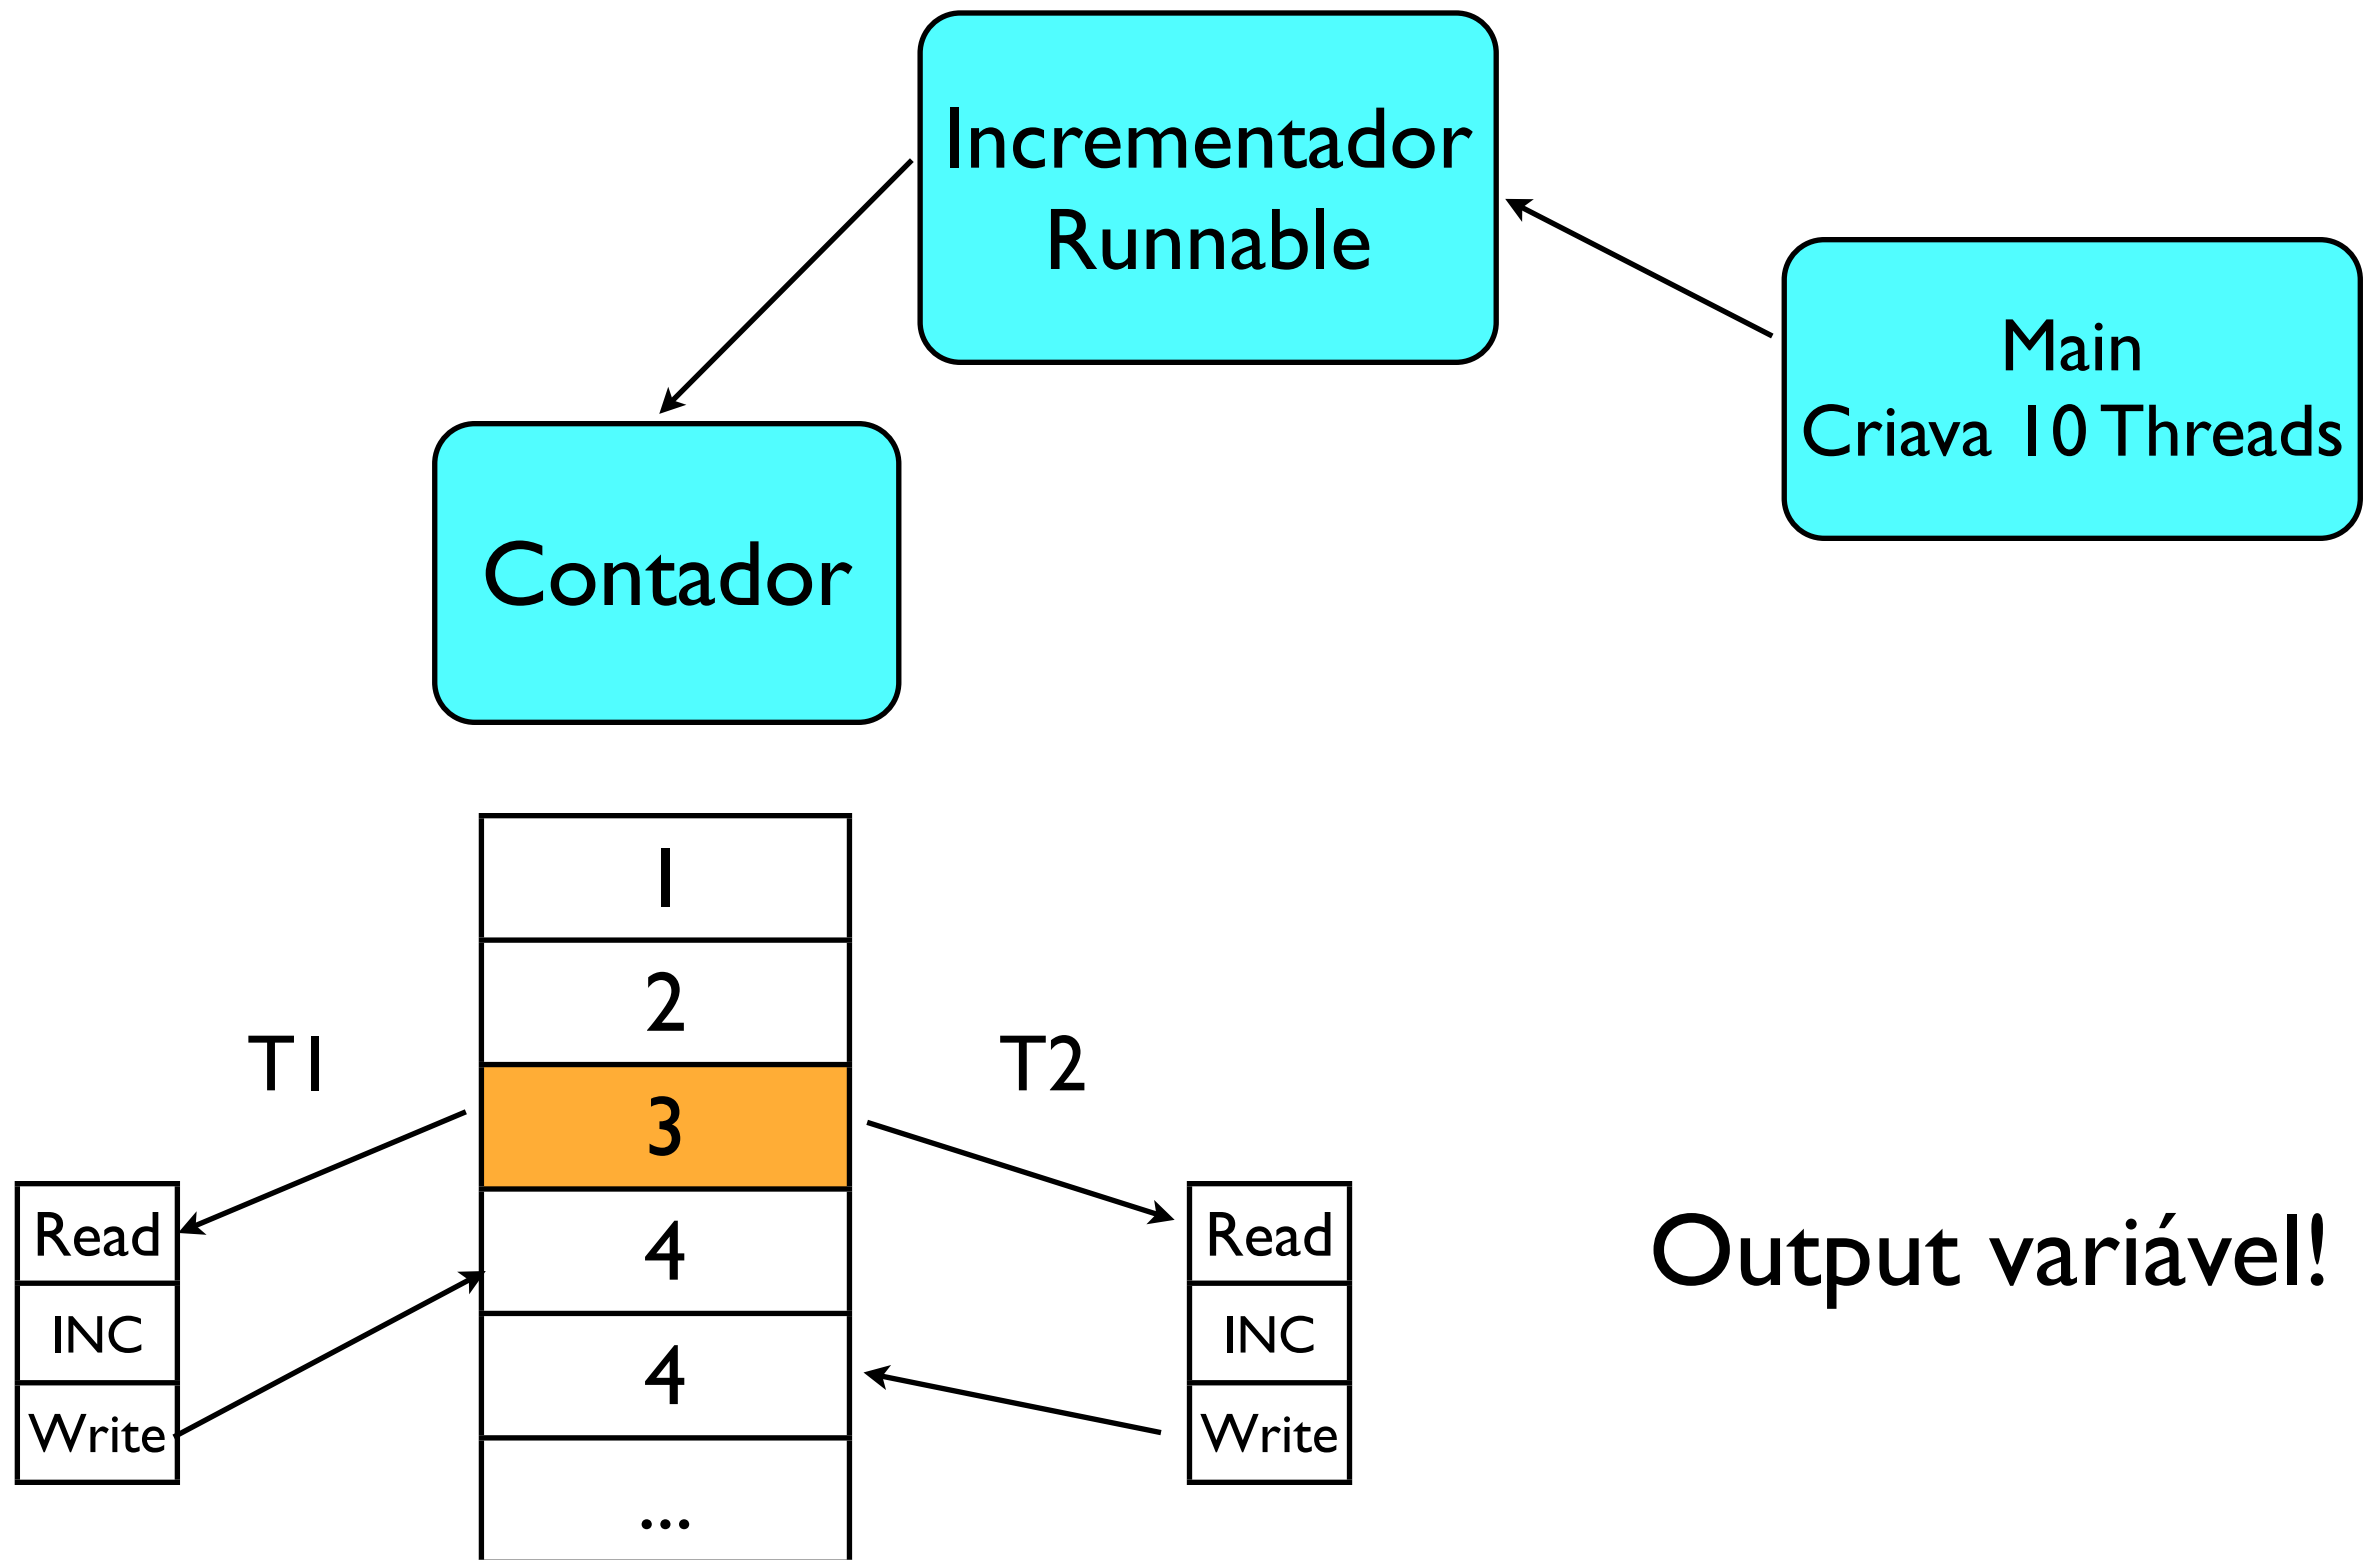 Incrementador
Runnable
Main
Criava 10 Threads
Contador
1
2
T1
T2
3
Read
INC
Write
4
4
...
Read
INC
Write
Output variável!